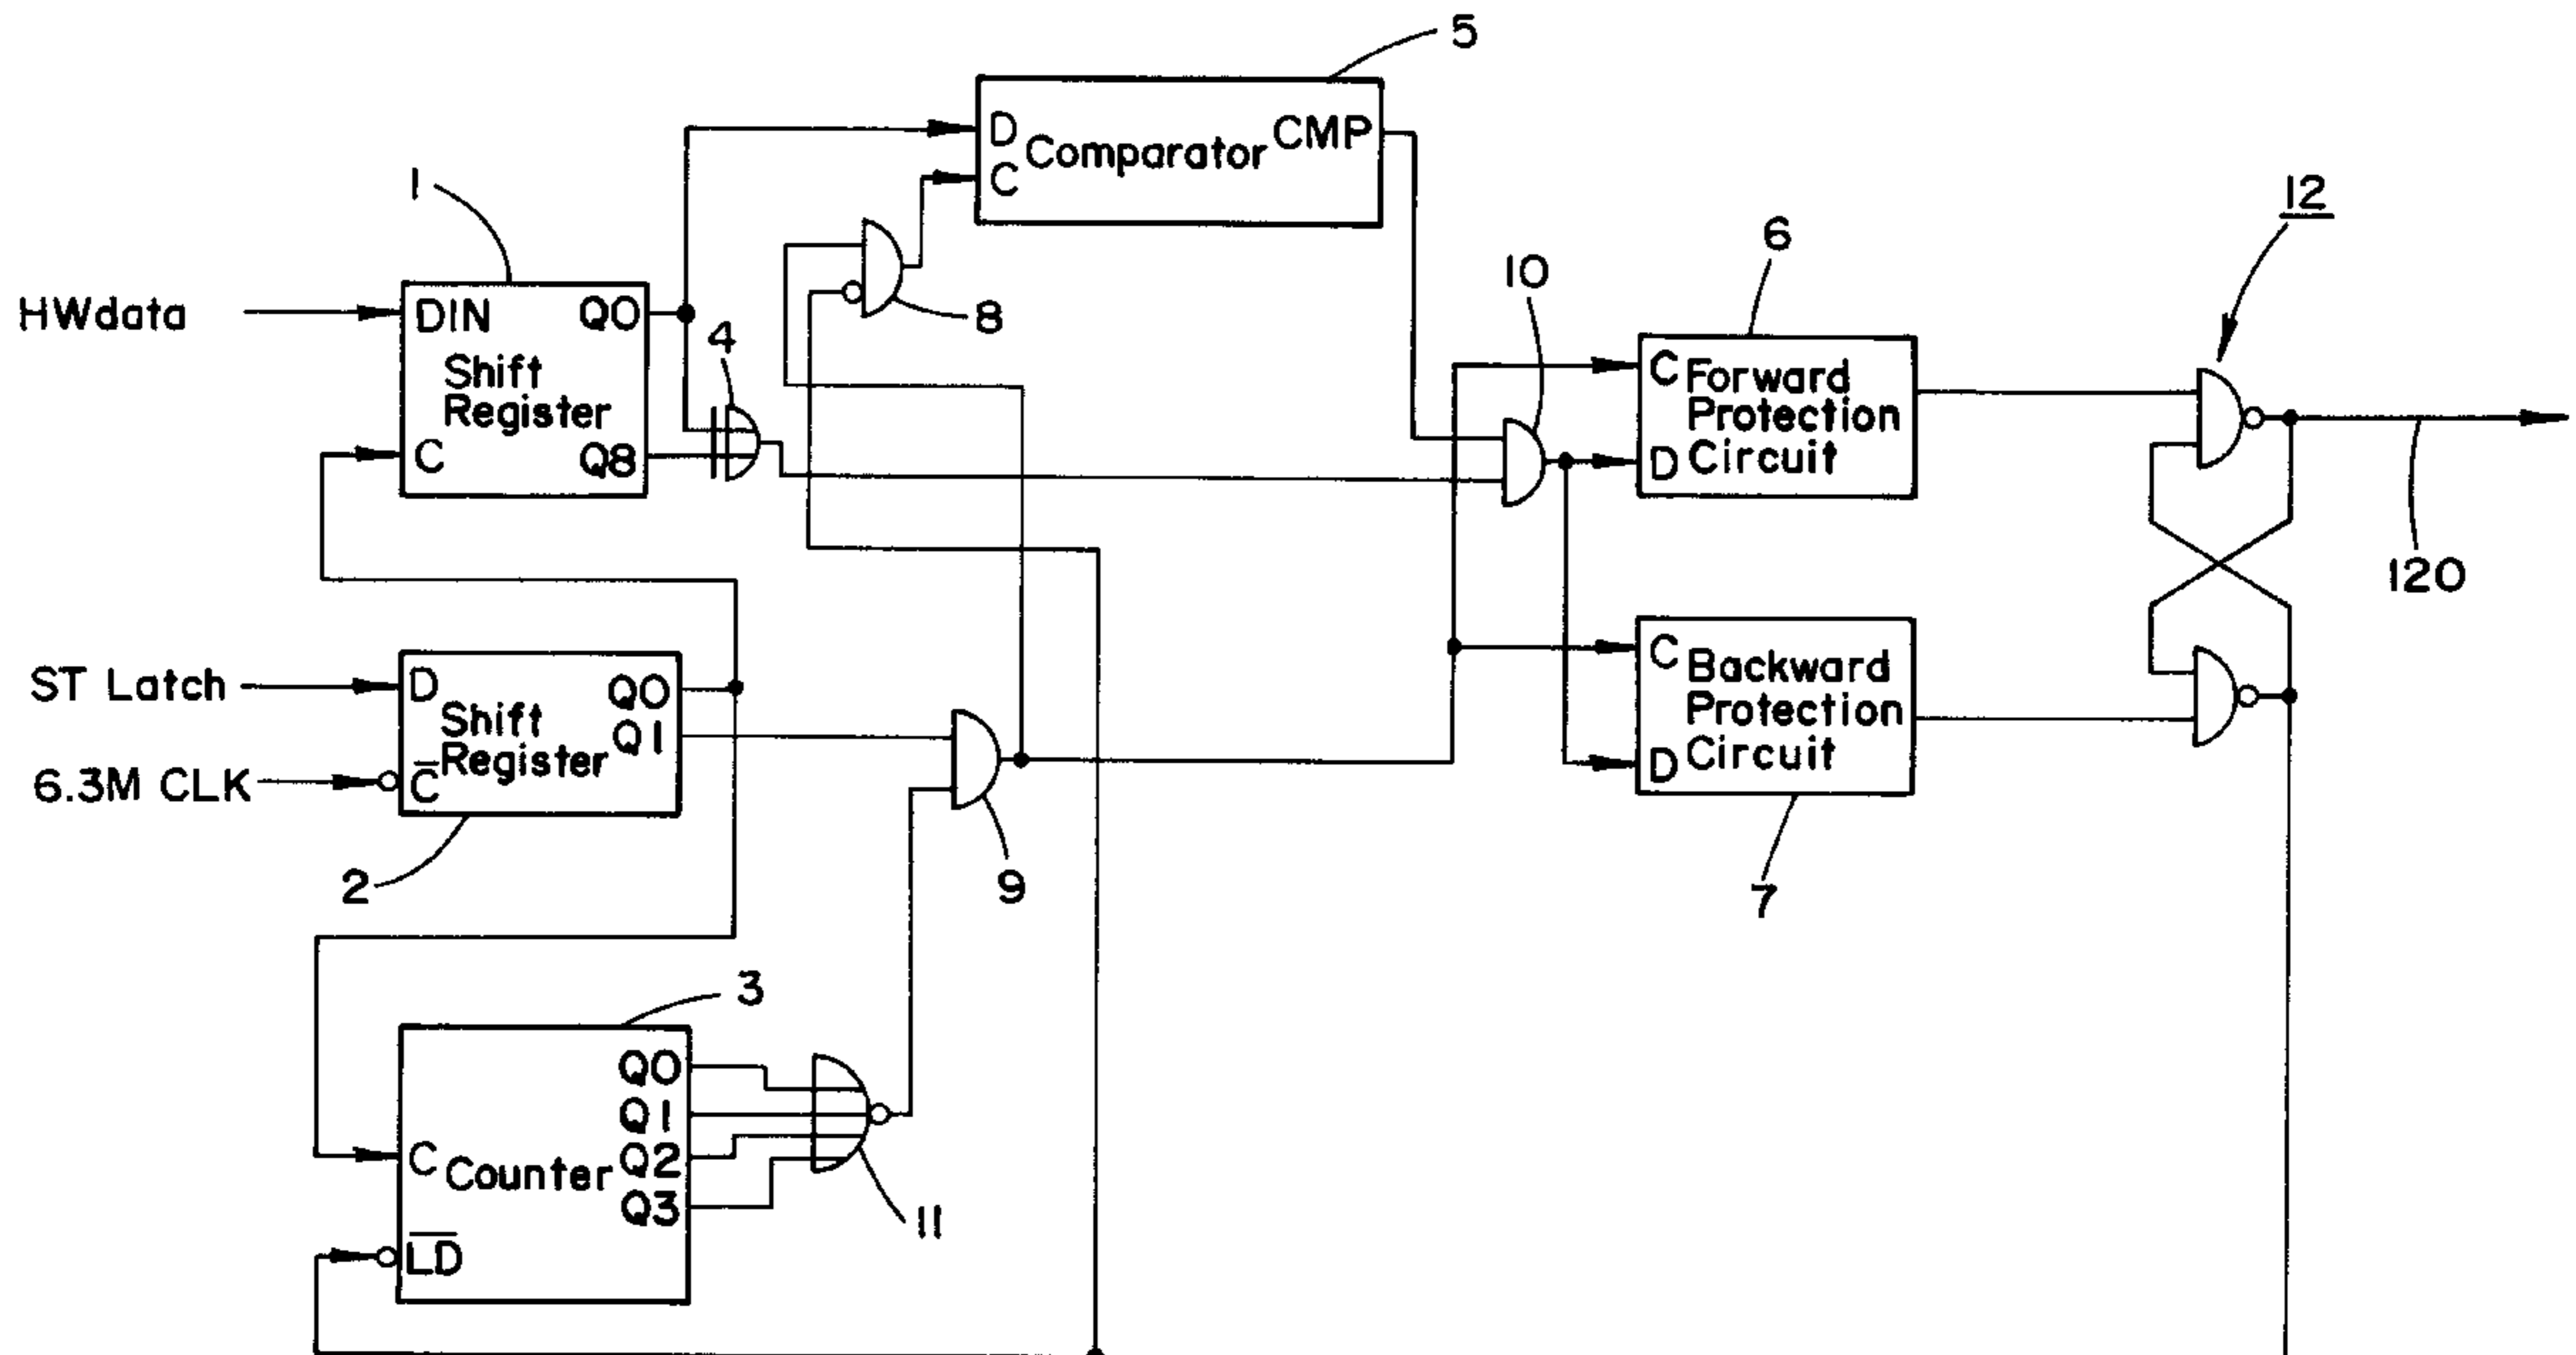 5
D
Comparator
CMP
C
1
12
6
10
HWdata
DIN
Q0
8
4
C
Forward
Shift
Register
Protection
C
Q8
D
Circuit
120
ST Latch
D
Q0
C
Backward
Shift
Q1
Protection
Register
6.3M CLK
C̅
D
Circuit
2
9
7
3
Q0
Q1
C
Counter
Q2
Q3
11
L̅D̅